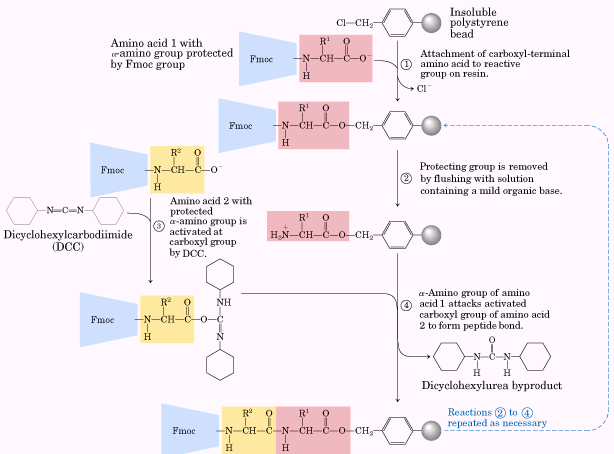 Cl—CH₂
Insoluble
polystyrene
bead
Amino acid 1 with
α-amino group protected
by Fmoc group
Fmoc
N
H
R¹
CH
O
C
O⁻
① Attachment of carboxyl-terminal
amino acid to reactive
group on resin.
Cl⁻
Fmoc
N
H
R¹
CH
O
C
O
CH₂
② Protecting group is removed
by flushing with solution
containing a mild organic base.
Fmoc
N
H
R²
CH
O
C
O⁻
N=C=N
Dicyclohexylcarbodiimide
(DCC)
③ Amino acid 2 with
protected
α-amino group is
activated at
carboxyl group
by DCC.
H₃N⁺
R¹
CH
O
C
O
CH₂
Fmoc
N
H
R²
CH
O
C
O
C
NH
N
④ α-Amino group of amino
acid 1 attacks activated
carboxyl group of amino acid
2 to form peptide bond.
N
H
O
C
N
H
Dicyclohexylurea byproduct
Fmoc
N
H
R²
CH
O
C
N
H
R¹
CH
O
C
O
CH₂
Reactions ② to ④
repeated as necessary